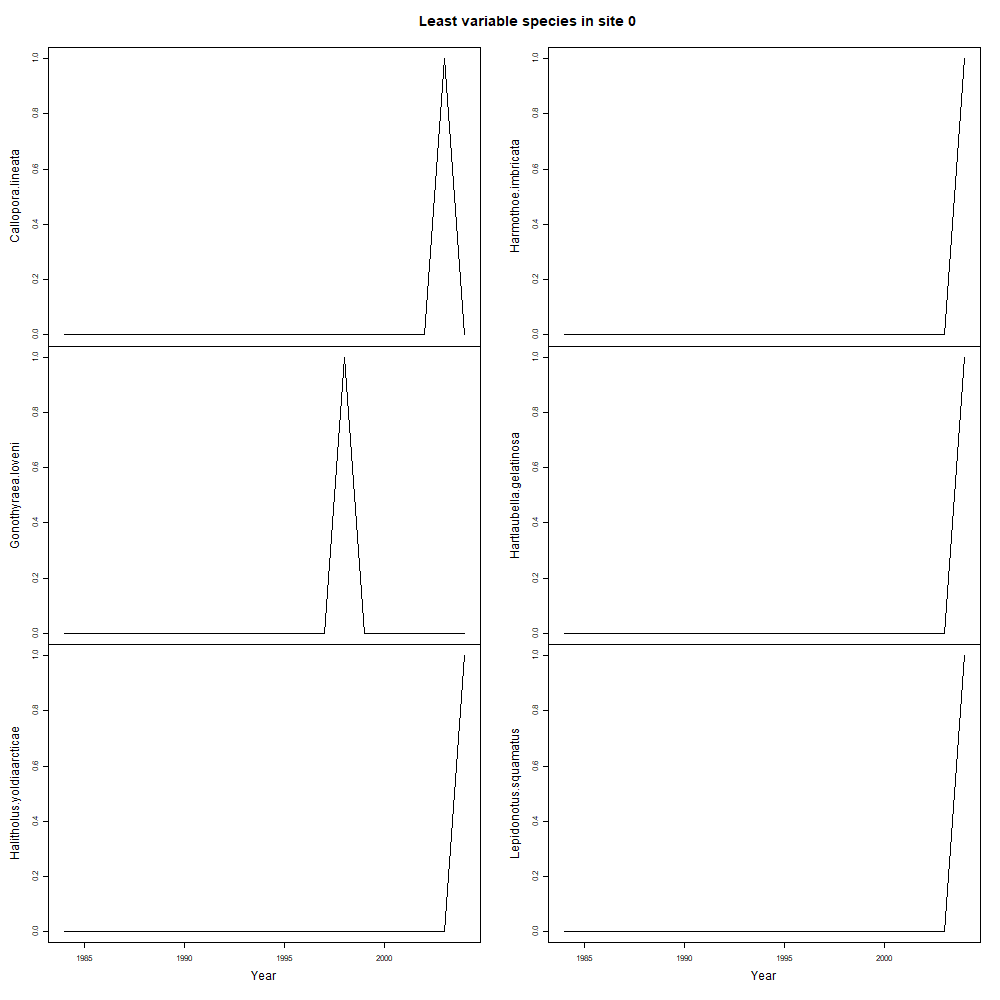 Least variable species in site 0
Callopora.lineata
0.0 0.2 0.4 0.6 0.8 1.0
Gonothyraea.loveni
0.0 0.2 0.4 0.6 0.8 1.0
Halitholus.yoldiaarcticae
0.0 0.2 0.4 0.6 0.8 1.0
1985 1990 1995 2000
Year
Harmothoe.imbricata
0.0 0.2 0.4 0.6 0.8 1.0
Hartlaubella.gelatinosa
0.0 0.2 0.4 0.6 0.8 1.0
Lepidonotus.squamatus
0.0 0.2 0.4 0.6 0.8 1.0
1985 1990 1995 2000
Year